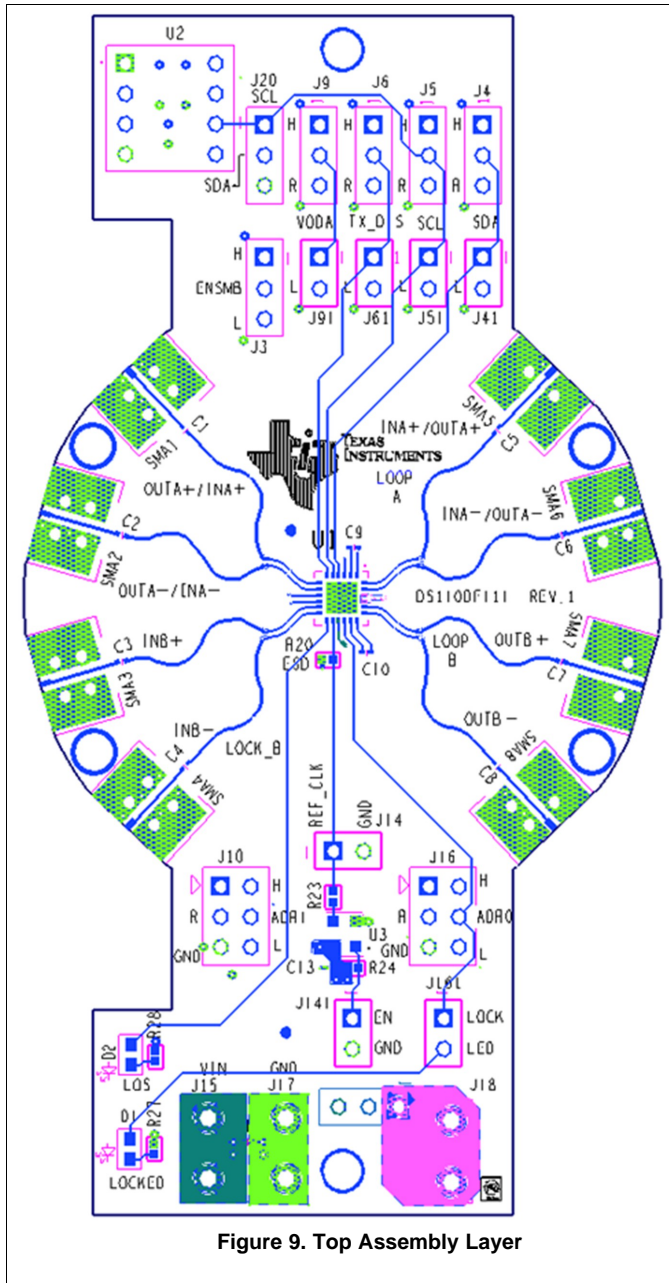 U2
J20 J9 J6 J5 J4
SCL
H H H H
SDA
R R R A
VODA TX_D S SCL SDA
H
ENSMB L L L L
L
J3 J91 J61 J51 J41
SMA1 C1
SMA5 C5
TEXAS
INSTRUMENTS
INA+/OUTA+
LOOP
A
OUTA+/INA+
SMA2 C2
INA-/OUTA-
SMA6 C6
U1 C9
OUTA-/INA-
DS110DF111 REV.1
SMA3 C3 INB+
R20
ESD
C10
LOOP
B
OUTB+
SMA7 C7
INB-
SMA4 C4
LOCK_B
OUTB-
SMA8 C8
REF_CLK
GND J14
J10 J16
H H
R ADR1
R23
A ADR0
GND L
U3
GND L
C13 R24
J141 J161
EN LOCK
GND LED
D2 R28
LOS
VIN GND
J15 J17 J18
D1 R27
LOCKED
Figure 9. Top Assembly Layer